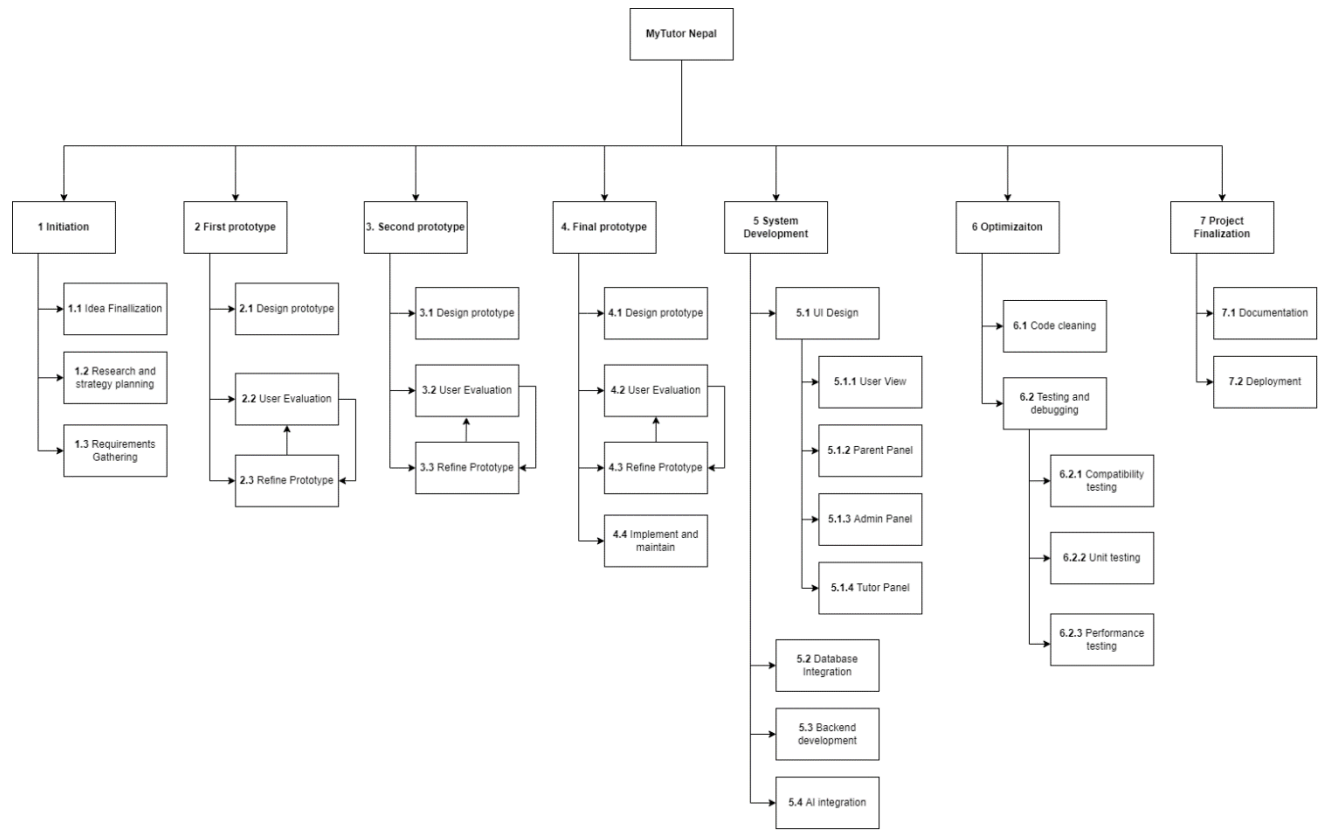 MyTutor Nepal
1 Initiation
2 First prototype
3. Second prototype
4. Final prototype
5 System
Development
6 Optimizaiton
7 Project
Finalization
1.1 Idea Finallization
1.2 Research and
strategy planning
1.3 Requirements
Gathering
2.1 Design prototype
2.2 User Evaluation
2.3 Refine Prototype
3.1 Design prototype
3.2 User Evaluation
3.3 Refine Prototype
4.1 Design prototype
4.2 User Evaluation
4.3 Refine Prototype
4.4 Implement and
maintain
5.1 UI Design
5.1.1 User View
5.1.2 Parent Panel
5.1.3 Admin Panel
5.1.4 Tutor Panel
5.2 Database
Integration
5.3 Backend
development
5.4 AI integration
6.1 Code cleaning
6.2 Testing and
debugging
6.2.1 Compatibility
testing
6.2.2 Unit testing
6.2.3 Performance
testing
7.1 Documentation
7.2 Deployment